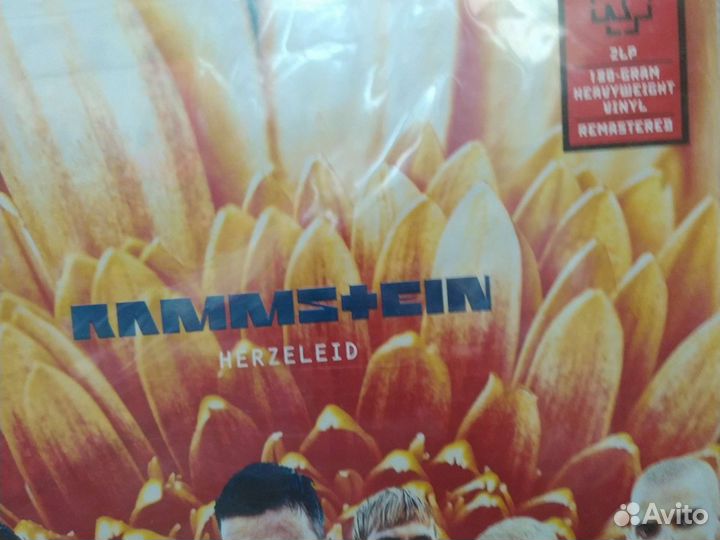 2LP
180-GRAM
HEAVYWEIGHT
VINYL
REMASTERED
RAMMSTEIN
HERZELEID
Avito